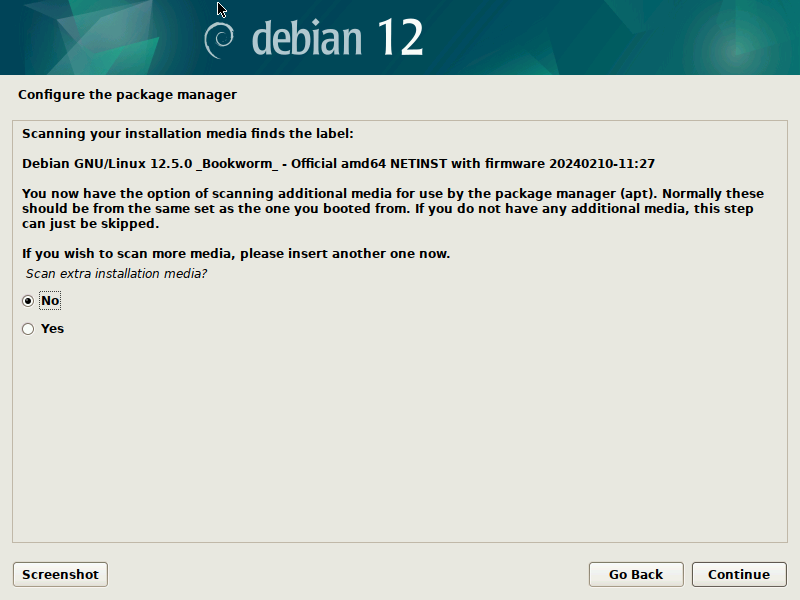 debian 12
Configure the package manager
Scanning your installation media finds the label:
Debian GNU/Linux 12.5.0 _Bookworm_ - Official amd64 NETINST with firmware 20240210-11:27
You now have the option of scanning additional media for use by the package manager (apt). Normally these
should be from the same set as the one you booted from. If you do not have any additional media, this step
can just be skipped.
If you wish to scan more media, please insert another one now.
Scan extra installation media?
No
Yes
Screenshot
Go Back
Continue